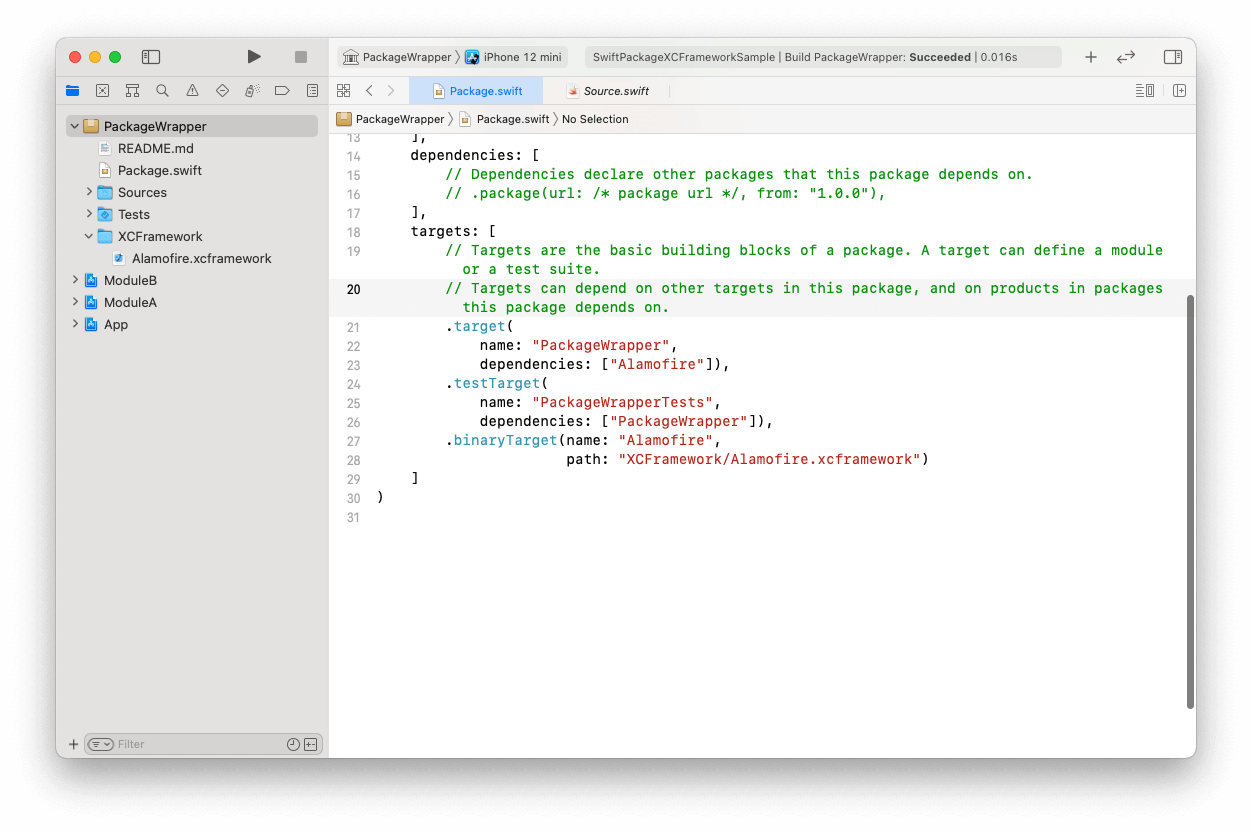 PackageWrapper 〉 iPhone 12 mini
SwiftPackageXCFrameworkSample | Build PackageWrapper: Succeeded | 0.016s
Package.swift
Source.swift
PackageWrapper 〉 Package.swift 〉 No Selection
PackageWrapper
README.md
Package.swift
Sources
Tests
XCFramework
Alamofire.xcframework
ModuleB
ModuleA
App
Filter
13 ],
14 dependencies: [
15 // Dependencies declare other packages that this package depends on.
16 // .package(url: /* package url */, from: "1.0.0"),
17 ],
18 targets: [
19 // Targets are the basic building blocks of a package. A target can define a module
or a test suite.
20 // Targets can depend on other targets in this package, and on products in packages
this package depends on.
21 .target(
22 name: "PackageWrapper",
23 dependencies: ["Alamofire"]),
24 .testTarget(
25 name: "PackageWrapperTests",
26 dependencies: ["PackageWrapper"]),
27 .binaryTarget(name: "Alamofire",
28 path: "XCFramework/Alamofire.xcframework")
29 ]
30 )
31